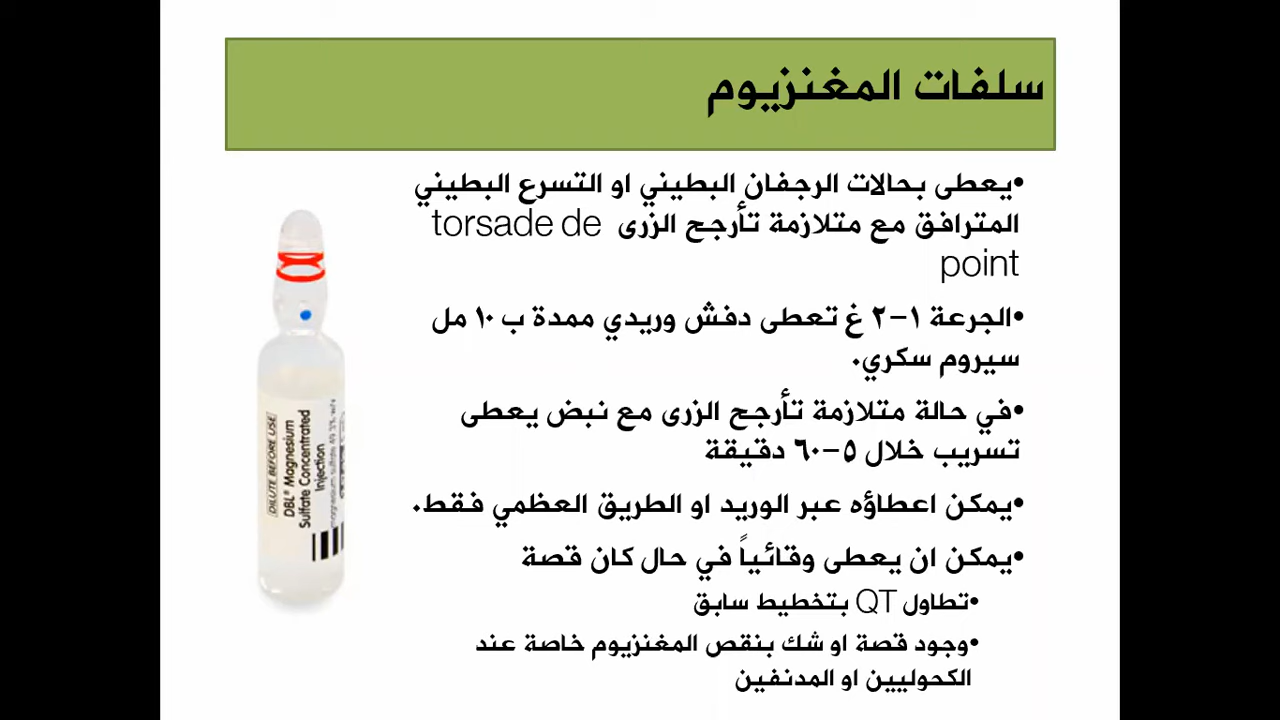 سلفات المغنزيوم
•يعطى بحالات الرجفان البطيني او التسرع البطيني
المترافق مع متلازمة تأرجح الزرى torsade de
point
•الجرعة ١-٢ غ تعطى دفش وريدي ممدة ب ١٠ مل
سيروم سكري.
•في حالة متلازمة تأرجح الزرى مع نبض يعطى
تسريب خلال ٥-٦٠ دقيقة
•يمكن اعطاؤه عبر الوريد او الطريق العظمي فقط.
•يمكن ان يعطى وقائياً في حال كان قصة
•تطاول QT بتخطيط سابق
•وجود قصة او شك بنقص المغنزيوم خاصة عند
الكحوليين او المدنفين
DILUTE BEFORE USE
DBL® Magnesium
Sulfate Concentrated
Injection
magnesium sulfate